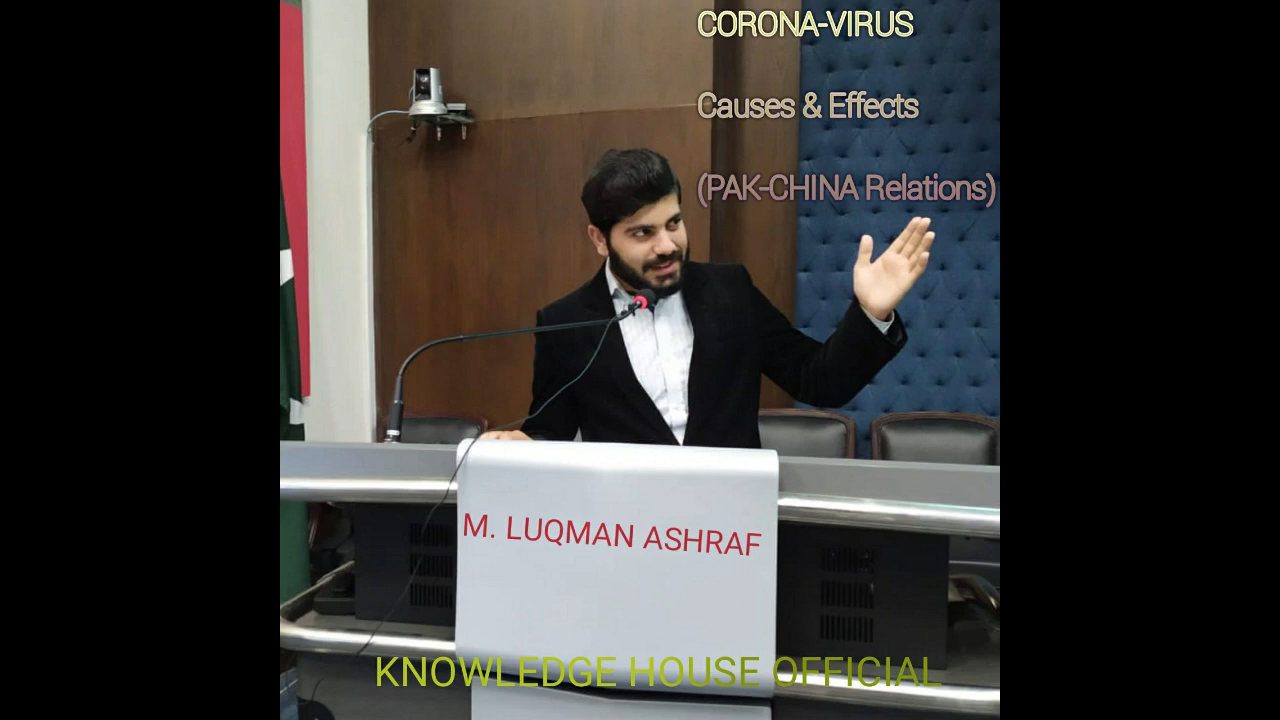 CORONA-VIRUS
Causes & Effects
(PAK-CHINA Relations)
M. LUQMAN ASHRAF
KNOWLEDGE HOUSE OFFICIAL